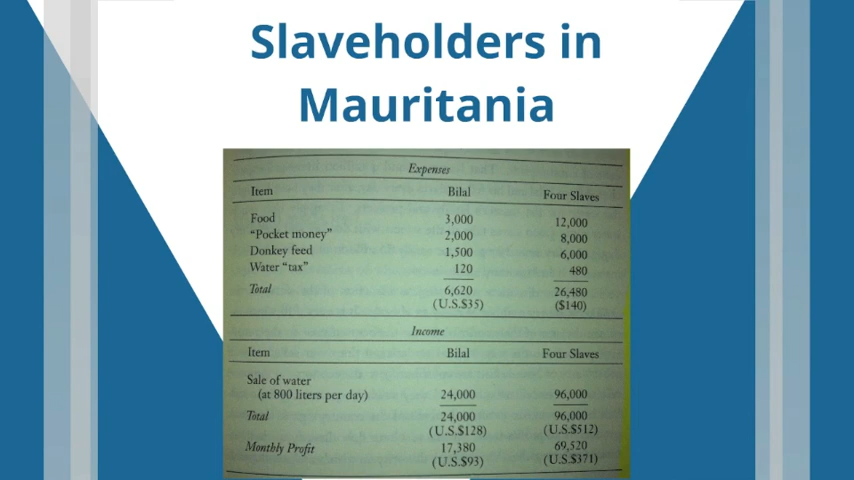 Slaveholders in
Mauritania
Expenses
Item Bilal Four Slaves
Food 3,000 12,000
"Pocket money" 2,000 8,000
Donkey feed 1,500 6,000
Water "tax" 120 480
Total 6,620 26,480
(U.S.$35) ($140)
Income
Item Bilal Four Slaves
Sale of water
(at 800 liters per day) 24,000 96,000
Total 24,000 96,000
(U.S.$128) (U.S.$512)
Monthly Profit 17,380 69,520
(U.S.$93) (U.S.$371)